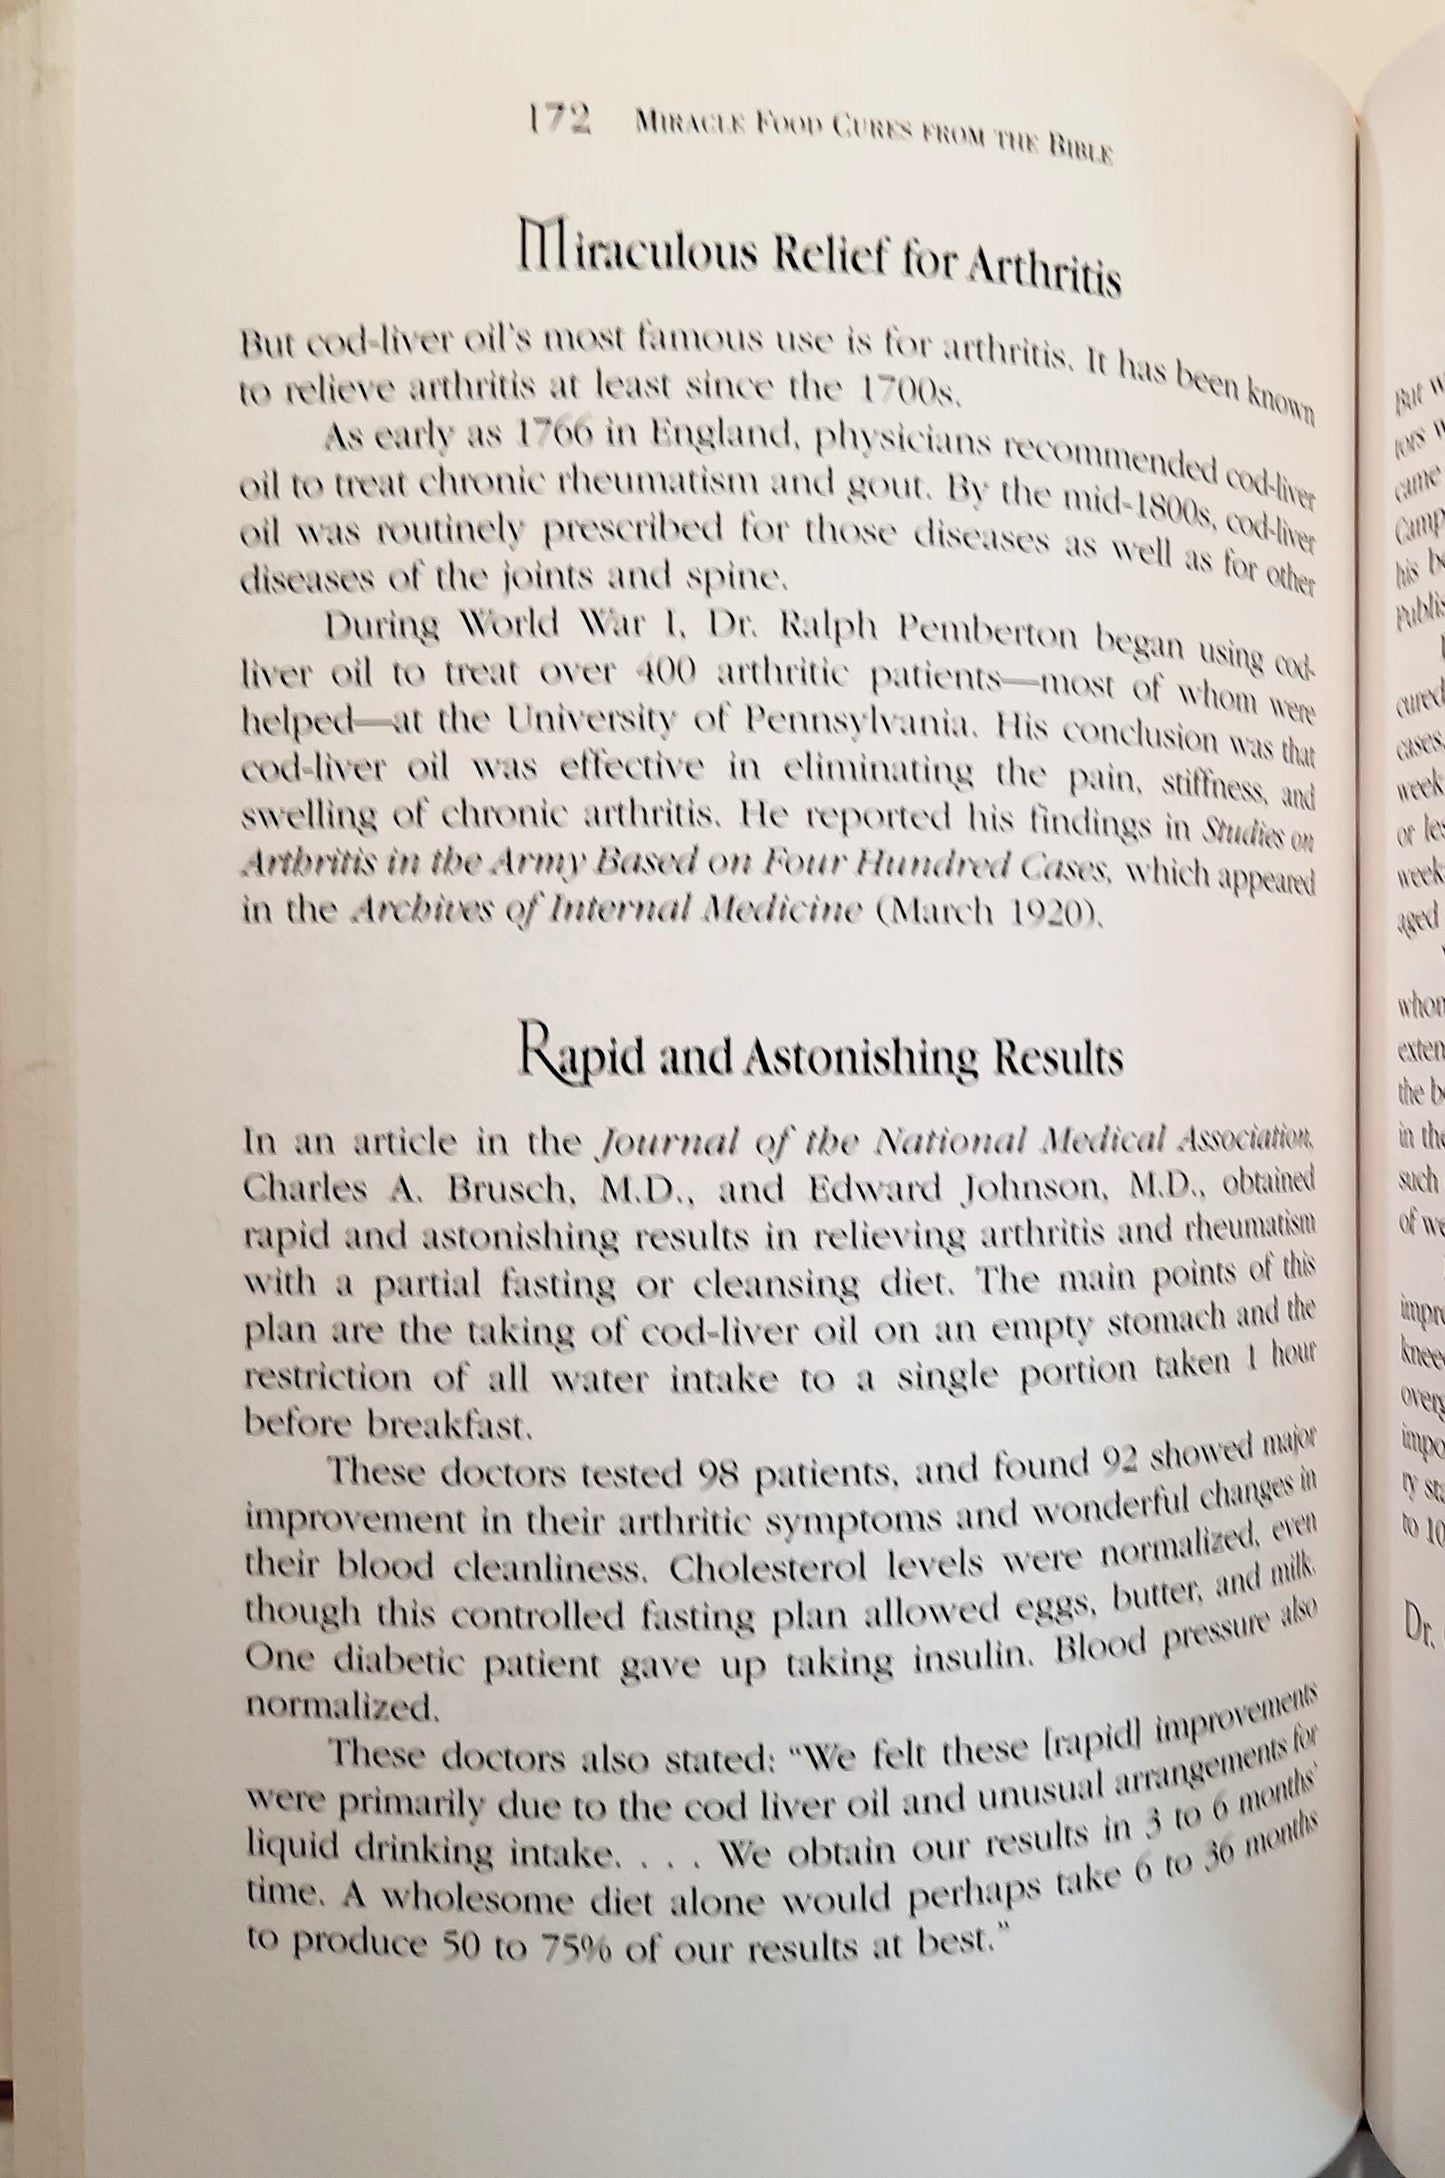 172 MIRACLE FOOD CURES FROM THE BIBLE
Miraculous Relief for Arthritis
But cod-liver oil's most famous use is for arthritis. It has been known
to relieve arthritis at least since the 1700s.
As early as 1766 in England, physicians recommended cod-liver
oil to treat chronic rheumatism and gout. By the mid-1800s, cod-liver
oil was routinely prescribed for those diseases as well as for other
diseases of the joints and spine.
During World War I, Dr. Ralph Pemberton began using cod-
liver oil to treat over 400 arthritic patients—most of whom were
helped—at the University of Pennsylvania. His conclusion was that
cod-liver oil was effective in eliminating the pain, stiffness, and
swelling of chronic arthritis. He reported his findings in Studies on
Arthritis in the Army Based on Four Hundred Cases, which appeared
in the Archives of Internal Medicine (March 1920).
Rapid and Astonishing Results
In an article in the Journal of the National Medical Association,
Charles A. Brusch, M.D., and Edward Johnson, M.D., obtained
rapid and astonishing results in relieving arthritis and rheumatism
with a partial fasting or cleansing diet. The main points of this
plan are the taking of cod-liver oil on an empty stomach and the
restriction of all water intake to a single portion taken 1 hour
before breakfast.
These doctors tested 98 patients, and found 92 showed major
improvement in their arthritic symptoms and wonderful changes in
their blood cleanliness. Cholesterol levels were normalized, even
though this controlled fasting plan allowed eggs, butter, and milk.
One diabetic patient gave up taking insulin. Blood pressure also
normalized.
These doctors also stated: "We felt these [rapid] improvements
were primarily due to the cod liver oil and unusual arrangements for
liquid drinking intake. . . . We obtain our results in 3 to 6 months'
time. A wholesome diet alone would perhaps take 6 to 36 months
to produce 50 to 75% of our results at best."
But
came
his
cured
cases,
week
week
aged
the
in the
such
Dr.